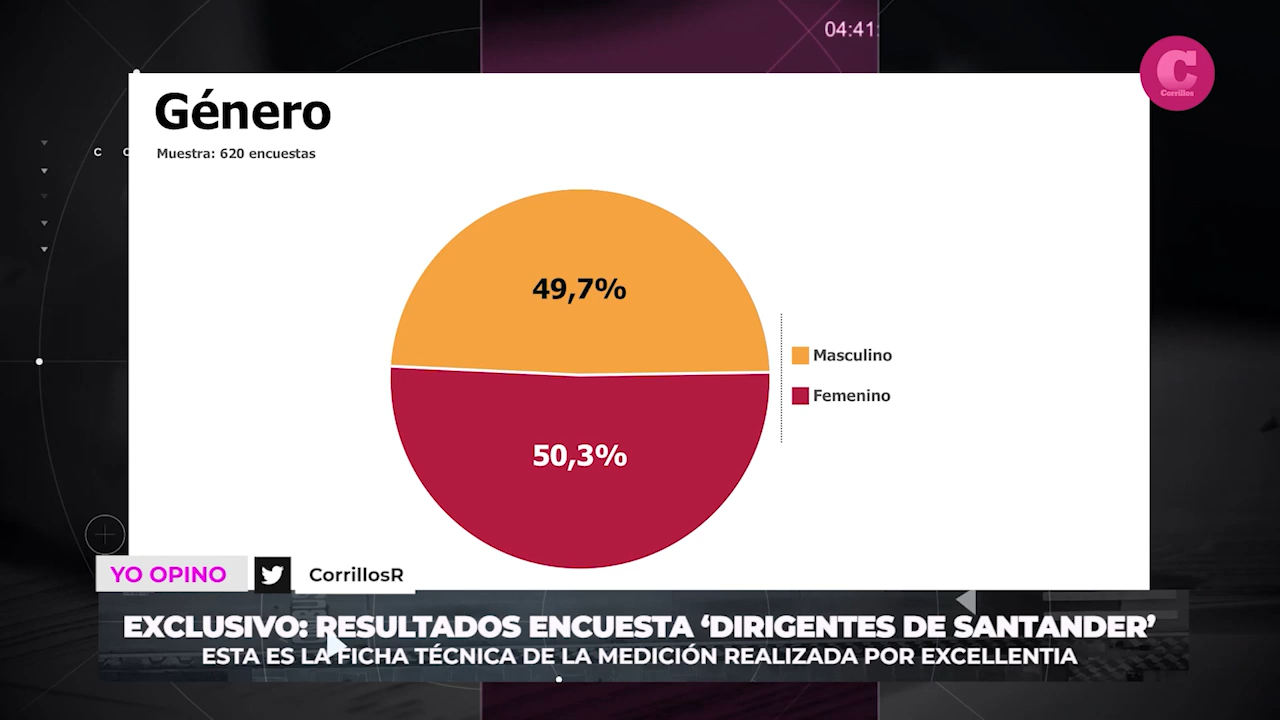 04:41:
C
Corrillos
Género
C C
Muestra: 620 encuestas
49,7%
Masculino
Femenino
50,3%
YO OPINO
CorrillosR
EXCLUSIVO: RESULTADOS ENCUESTA ‘DIRIGENTES DE SANTANDER’
ESTA ES LA FICHA TÉCNICA DE LA MEDICIÓN REALIZADA POR EXCELLENTIA